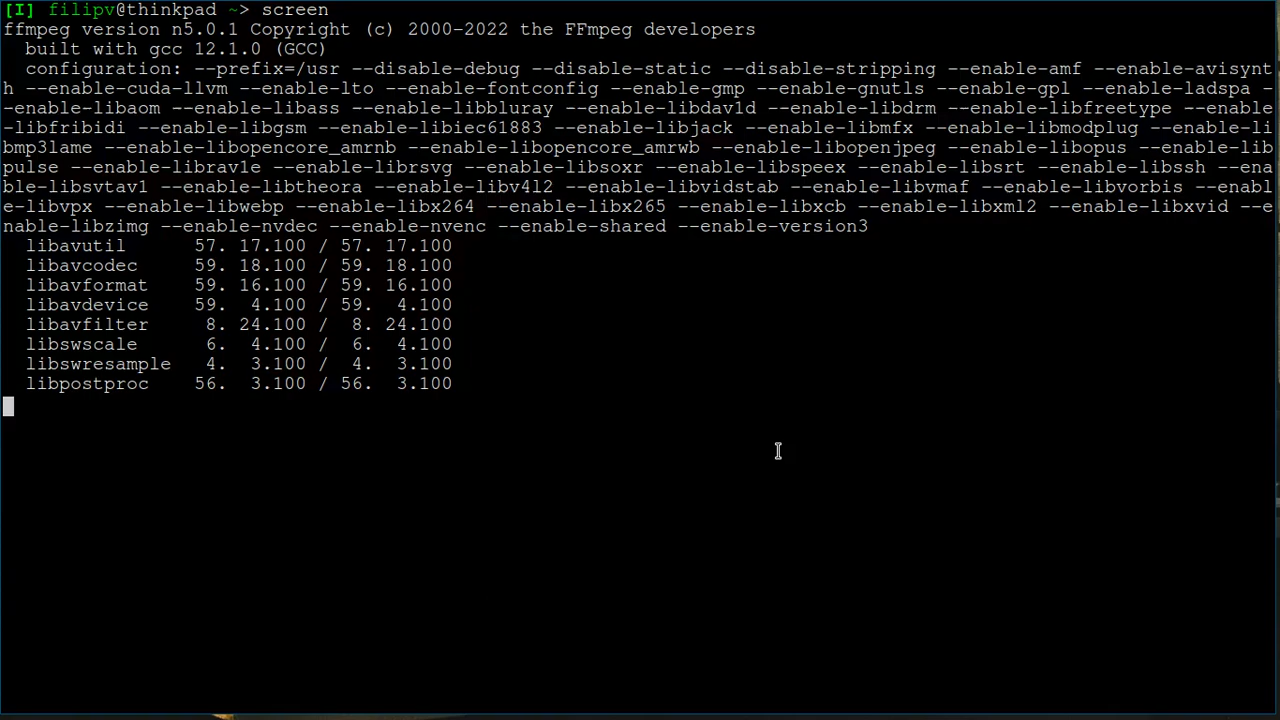 [I] filipv@thinkpad ~> screen
ffmpeg version n5.0.1 Copyright (c) 2000-2022 the FFmpeg developers
  built with gcc 12.1.0 (GCC)
  configuration: --prefix=/usr --disable-debug --disable-static --disable-stripping --enable-amf --enable-avisynt
h --enable-cuda-llvm --enable-lto --enable-fontconfig --enable-gmp --enable-gnutls --enable-gpl --enable-ladspa -
-enable-libaom --enable-libass --enable-libbluray --enable-libdav1d --enable-libdrm --enable-libfreetype --enable
-libfribidi --enable-libgsm --enable-libiec61883 --enable-libjack --enable-libmfx --enable-libmodplug --enable-li
bmp3lame --enable-libopencore_amrnb --enable-libopencore_amrwb --enable-libopenjpeg --enable-libopus --enable-lib
pulse --enable-librav1e --enable-librsvg --enable-libsoxr --enable-libspeex --enable-libsrt --enable-libssh --ena
ble-libsvtav1 --enable-libtheora --enable-libv4l2 --enable-libvidstab --enable-libvmaf --enable-libvorbis --enabl
e-libvpx --enable-libwebp --enable-libx264 --enable-libx265 --enable-libxcb --enable-libxml2 --enable-libxvid --e
nable-libzimg --enable-nvdec --enable-nvenc --enable-shared --enable-version3
  libavutil      57. 17.100 / 57. 17.100
  libavcodec     59. 18.100 / 59. 18.100
  libavformat    59. 16.100 / 59. 16.100
  libavdevice    59.  4.100 / 59.  4.100
  libavfilter     8. 24.100 /  8. 24.100
  libswscale      6.  4.100 /  6.  4.100
  libswresample   4.  3.100 /  4.  3.100
  libpostproc    56.  3.100 / 56.  3.100